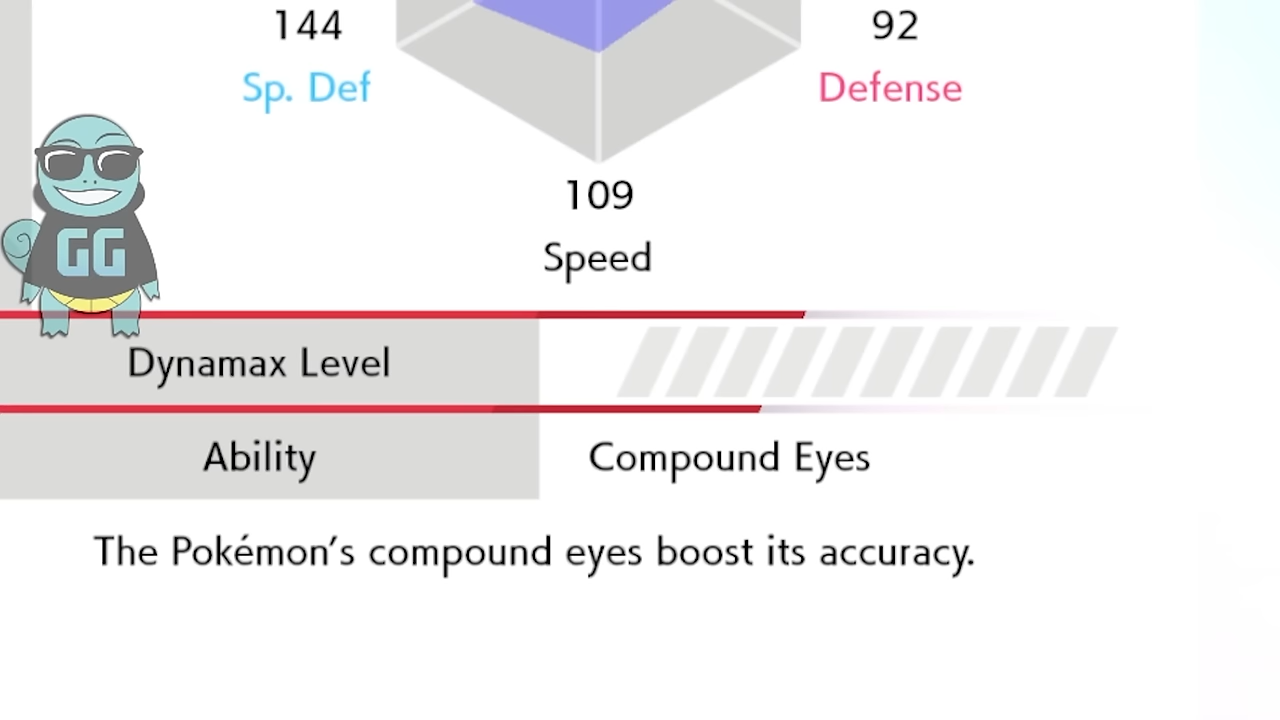 144
92
Sp. Def
Defense
109
GG
Speed
Dynamax Level
Ability
Compound Eyes
The Pokémon's compound eyes boost its accuracy.